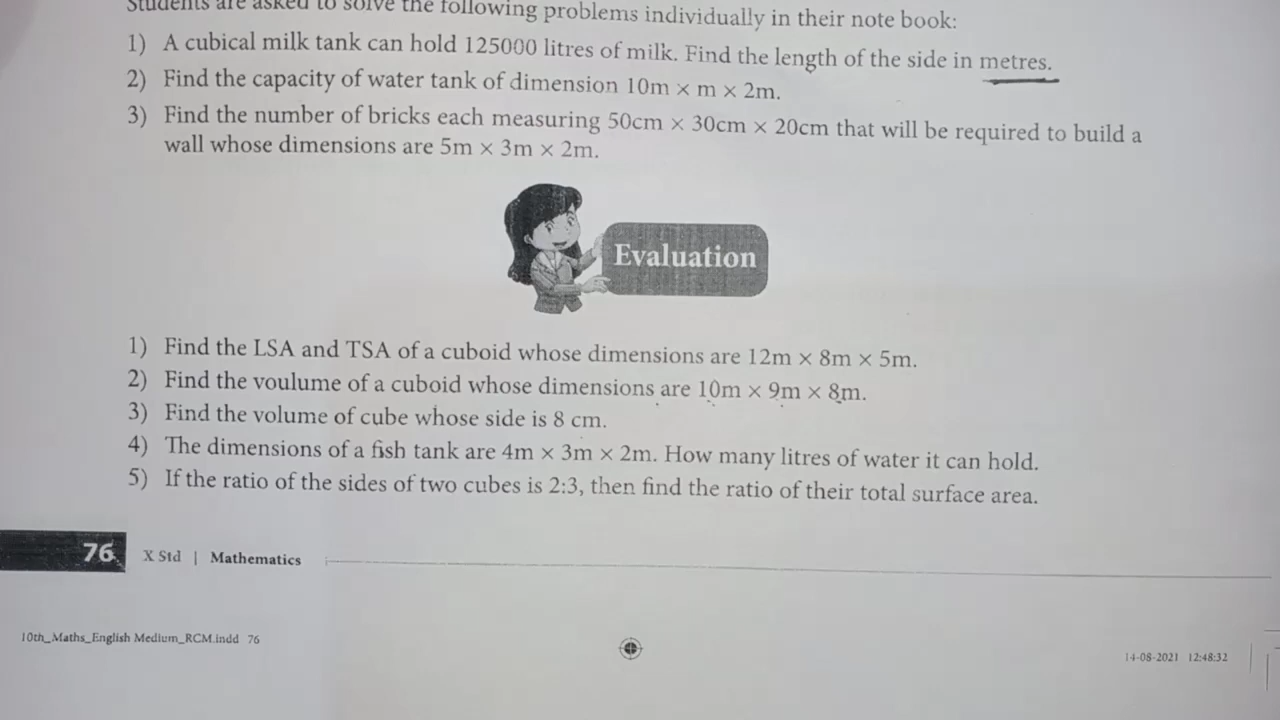 Students are asked to solve the following problems individually in their note book:
1) A cubical milk tank can hold 125000 litres of milk. Find the length of the side in metres.
2) Find the capacity of water tank of dimension 10m × m × 2m.
3) Find the number of bricks each measuring 50cm × 30cm × 20cm that will be required to build a
wall whose dimensions are 5m × 3m × 2m.
Evaluation
1) Find the LSA and TSA of a cuboid whose dimensions are 12m × 8m × 5m.
2) Find the voulume of a cuboid whose dimensions are 10m × 9m × 8m.
3) Find the volume of cube whose side is 8 cm.
4) The dimensions of a fish tank are 4m × 3m × 2m. How many litres of water it can hold.
5) If the ratio of the sides of two cubes is 2:3, then find the ratio of their total surface area.
76 X Std | Mathematics
10th_Maths_English Medium_RCM.indd 76
14-08-2021 12:48:32